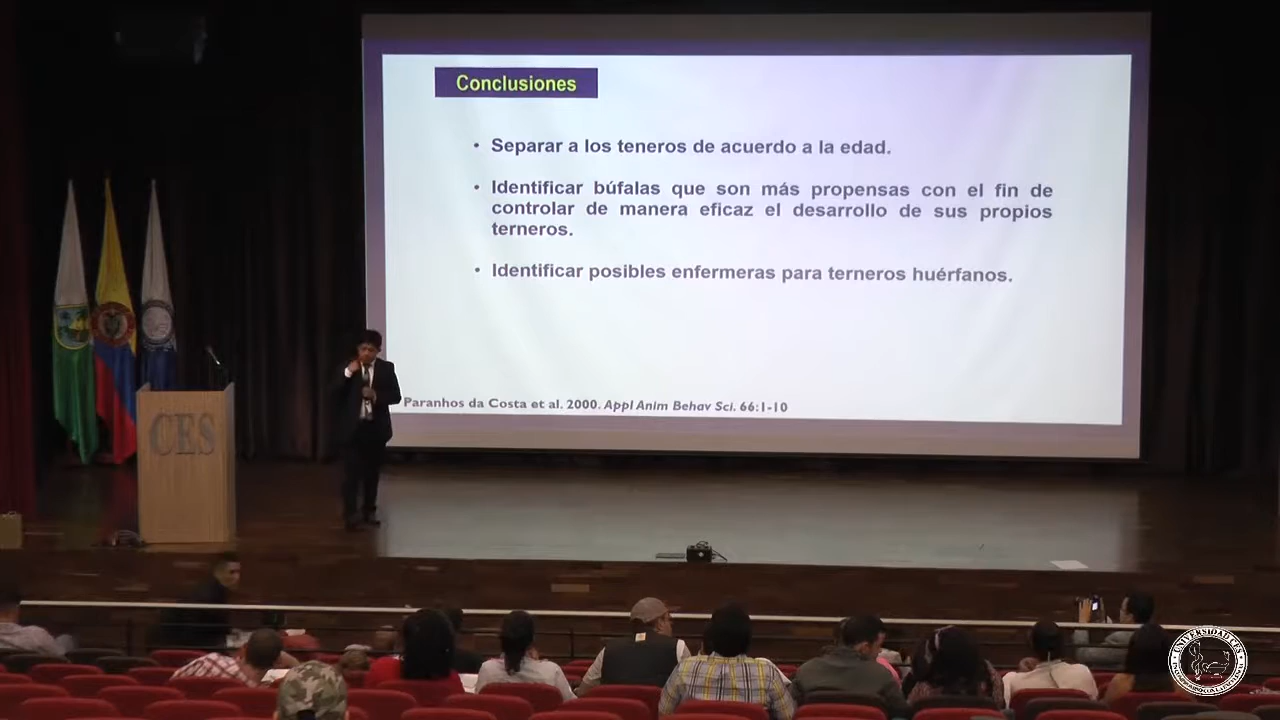 Conclusiones
• Separar a los teneros de acuerdo a la edad.
• Identificar búfalas que son más propensas con el fin de
controlar de manera eficaz el desarrollo de sus propios
terneros.
• Identificar posibles enfermeras para terneros huérfanos.
Paranhos da Costa et al. 2000. Appl Anim Behav Sci. 66:1-10
CES
UNIVERSIDAD CES